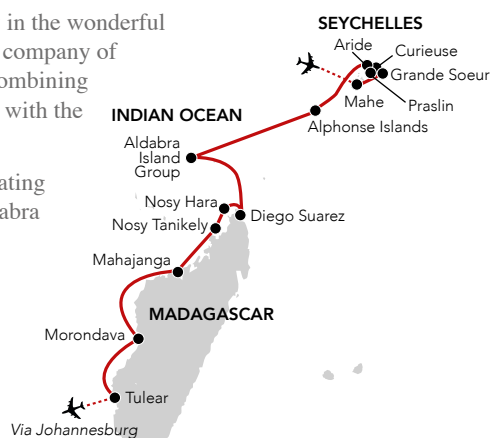 in the wonderful
company of
ombining
with the
ating
abra
SEYCHELLES
Aride
Curieuse
Grande Soeur
Mahe
Praslin
Alphonse Islands
INDIAN OCEAN
Aldabra
Island
Group
Nosy Hara
Diego Suarez
Nosy Tanikely
Mahajanga
MADAGASCAR
Morondava
Tulear
Via Johannesburg